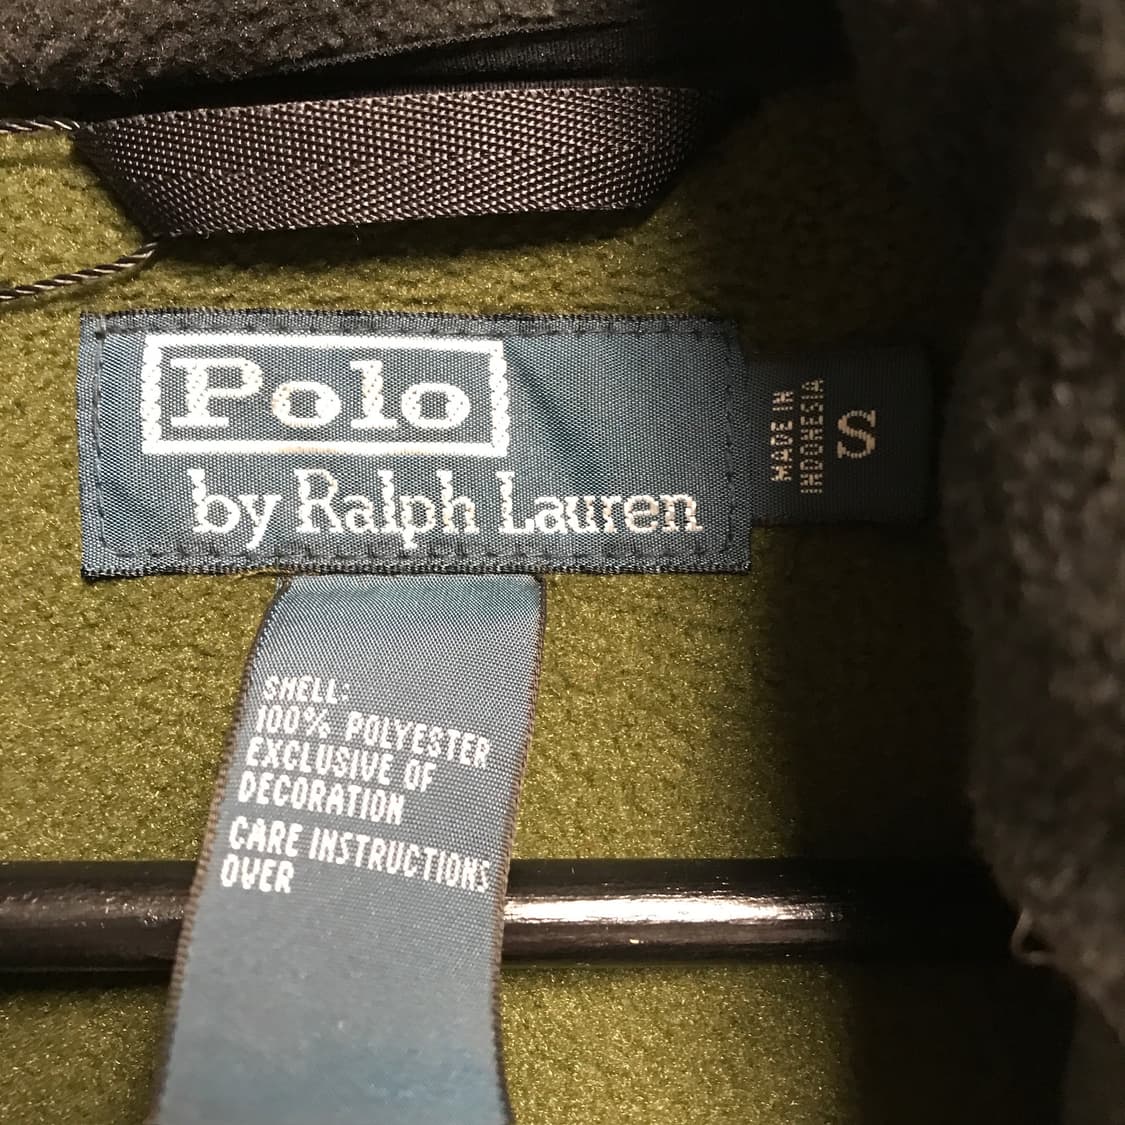 Polo
by Ralph Lauren
MADE IN
INDONESIA
S
SHELL:
100% POLYESTER
EXCLUSIVE OF
DECORATION
CARE INSTRUCTIONS
OVER